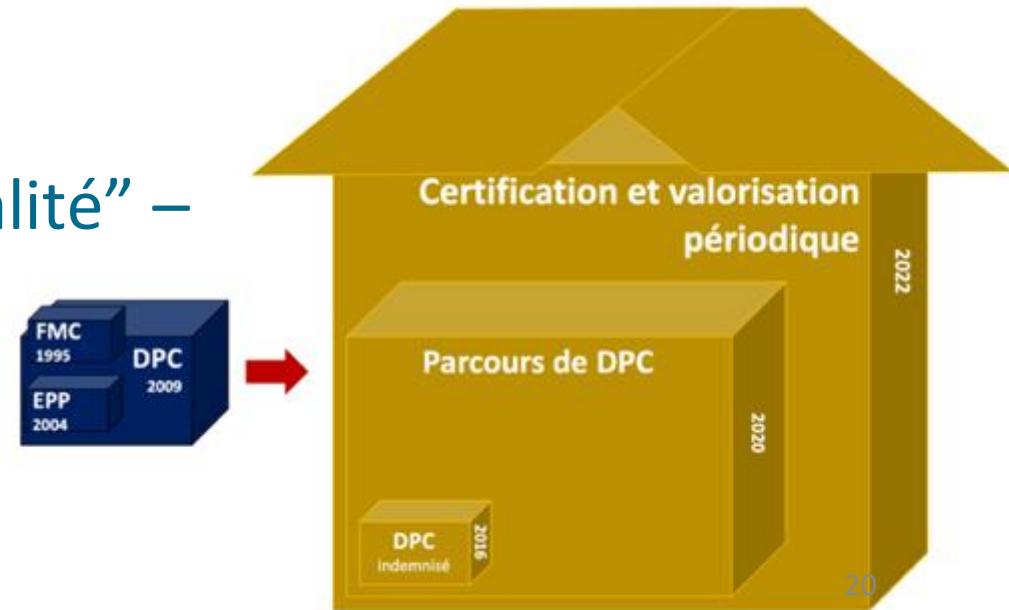 alité” –
FMC
1995
DPC
2009
EPP
2004
Certification et valorisation
périodique
2022
Parcours de DPC
2020
DPC
indemnisé
2016
20